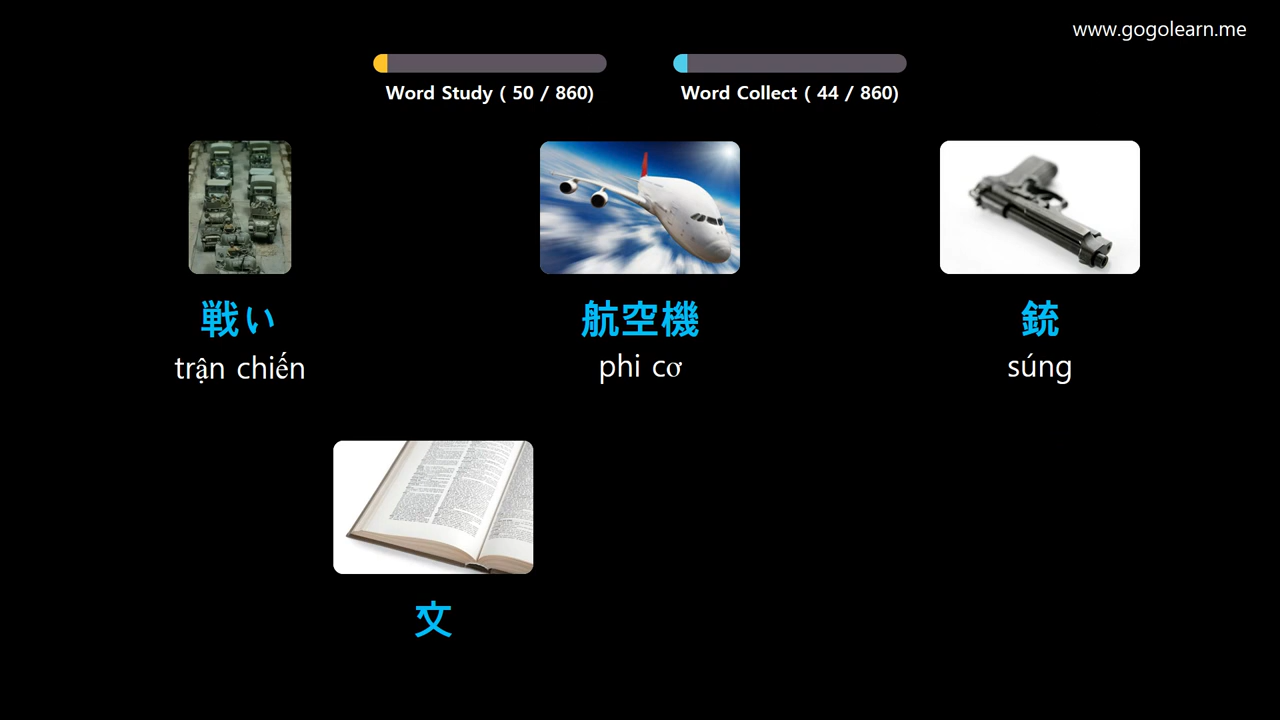 www.gogolearn.me
Word Study ( 50 / 860)
Word Collect ( 44 / 860)
戦い
航空機
銃
trận chiến
phi cơ
súng
文